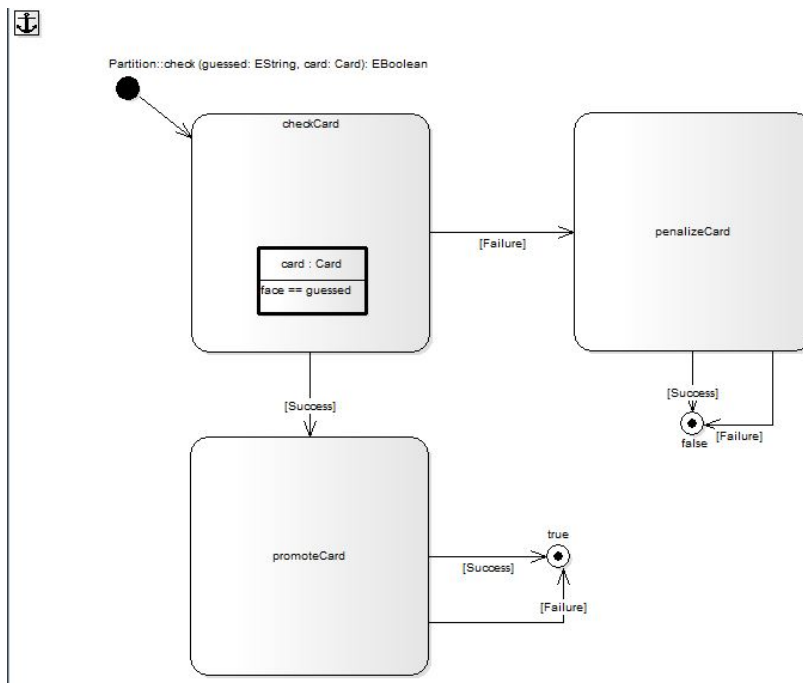 Partition::check (guessed: EString, card: Card): EBoolean
checkCard
card : Card
face == guessed
[Failure]
penalizeCard
[Success]
[Failure]
false
[Success]
promoteCard
true
[Success]
[Failure]